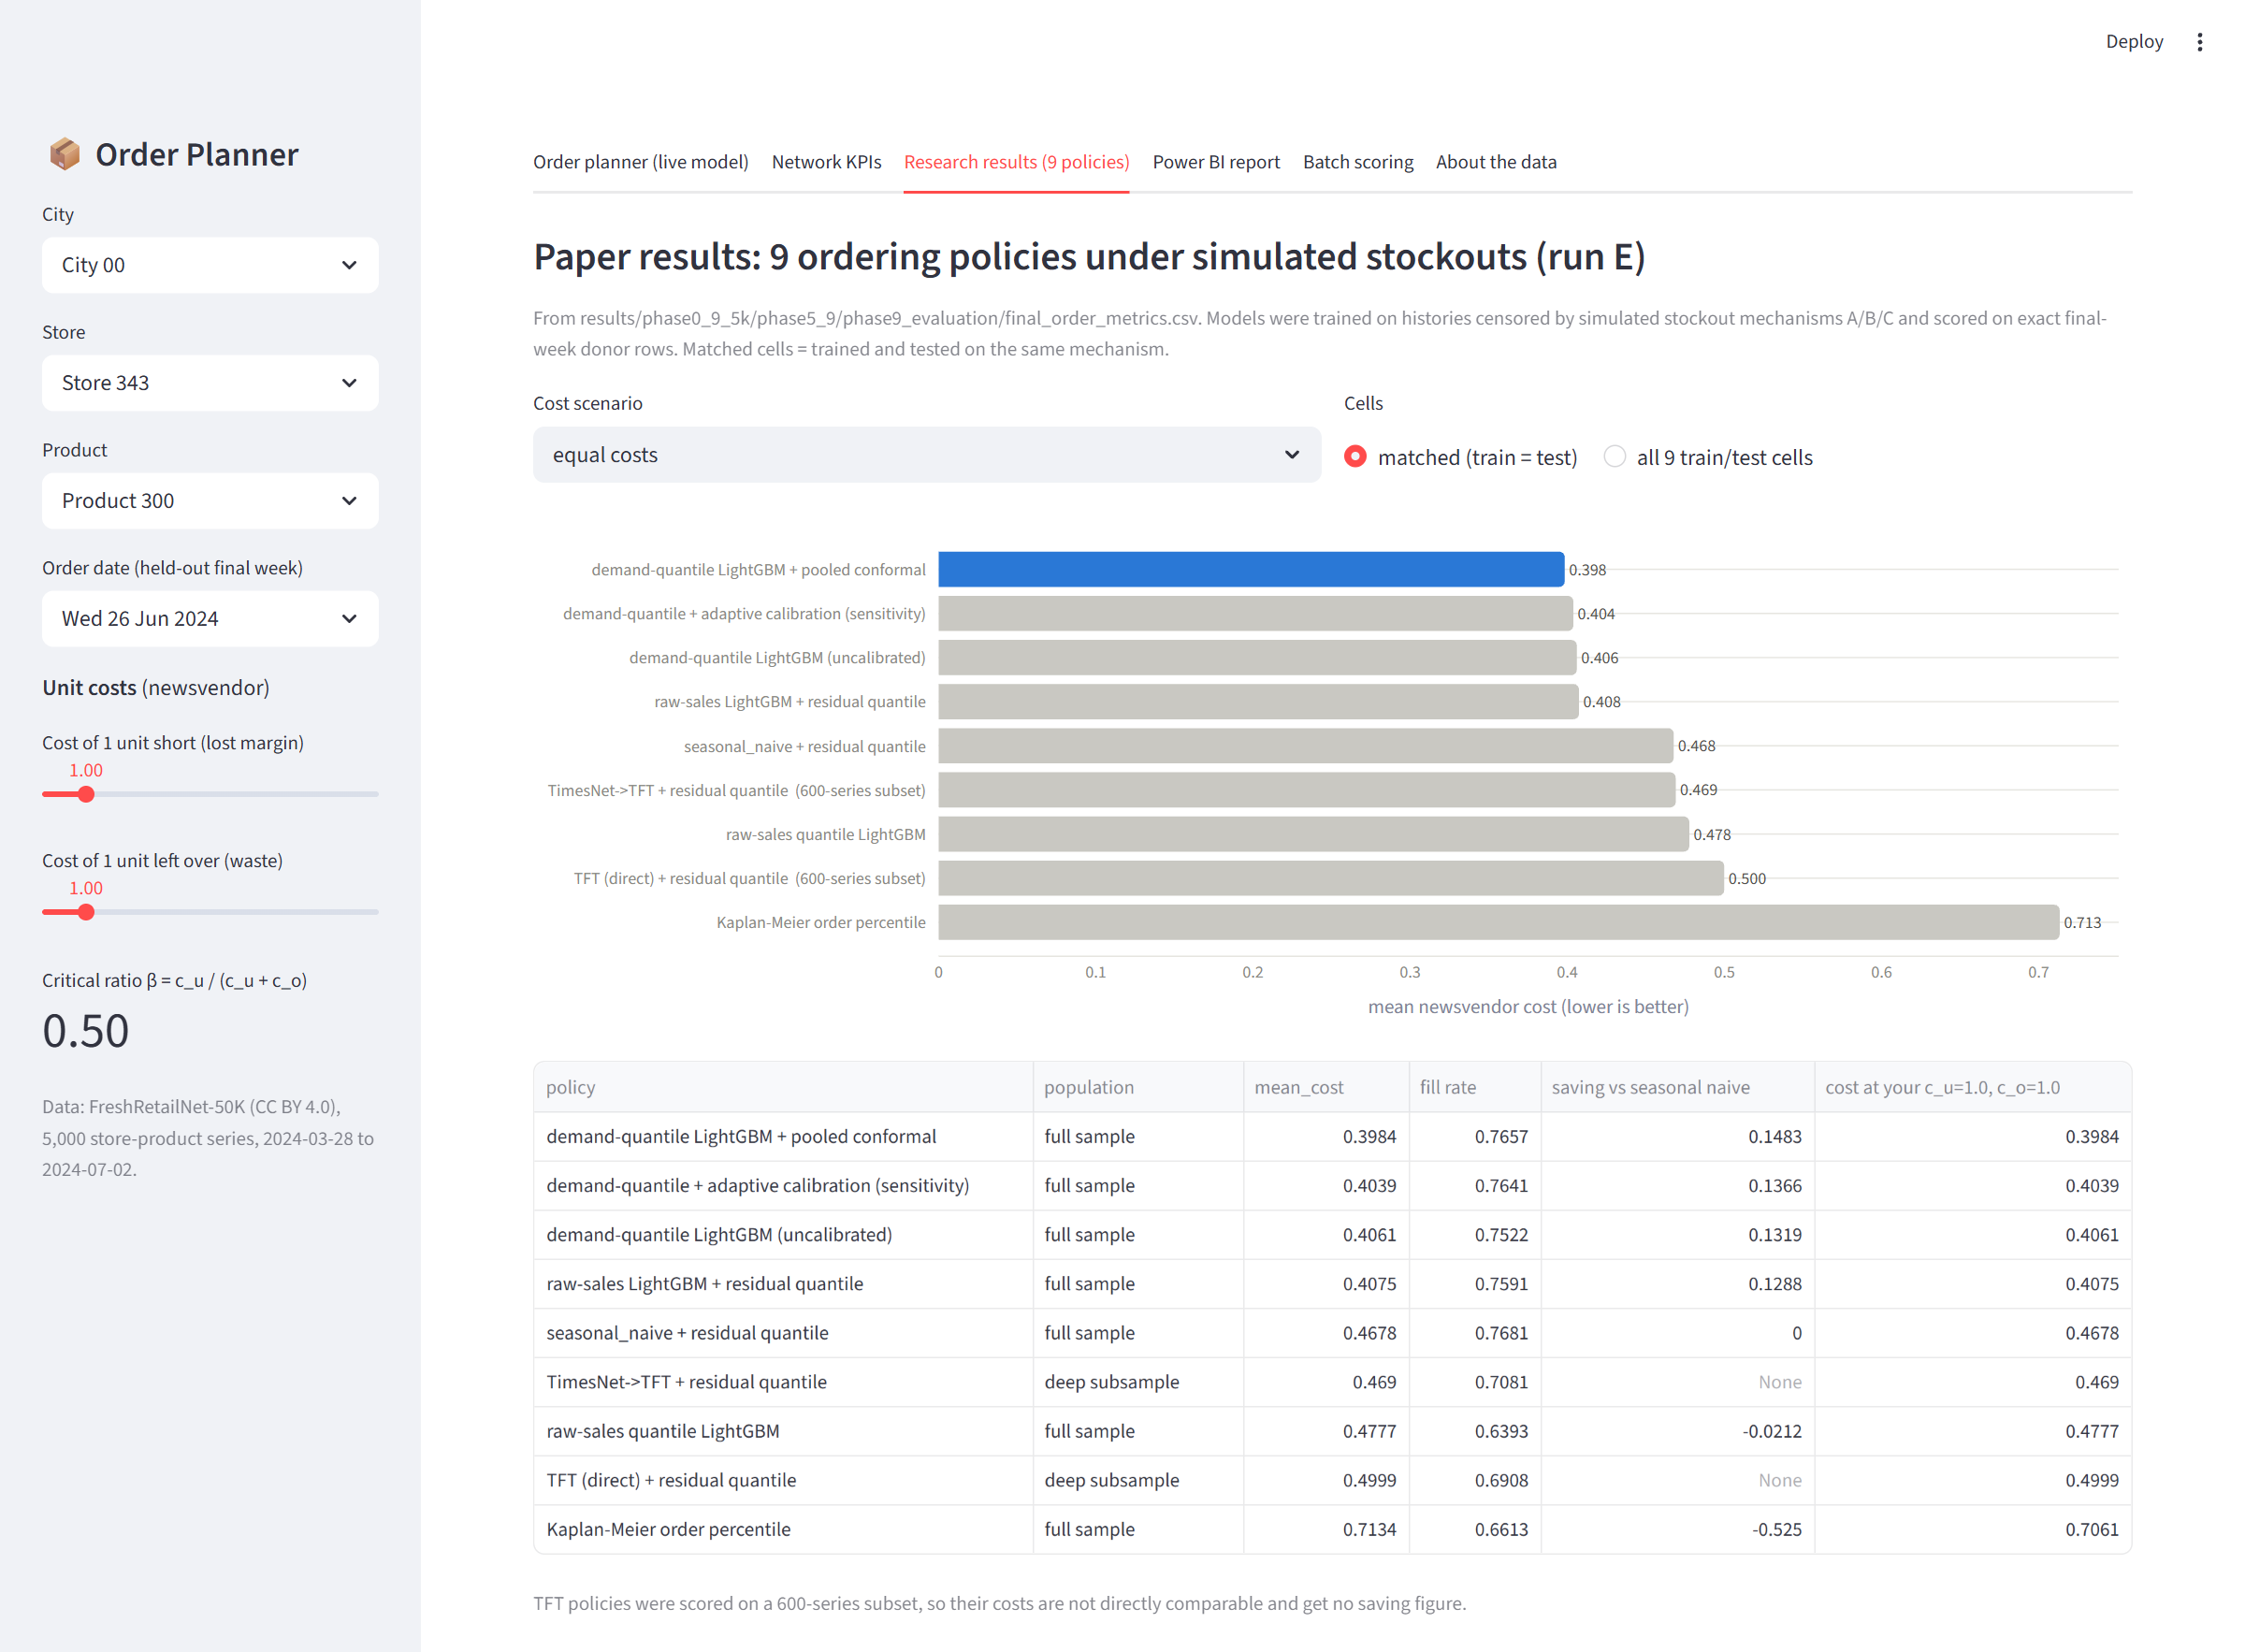 Deploy
Order Planner
City
City 00
Store
Store 343
Product
Product 300
Order date (held-out final week)
Wed 26 Jun 2024
Unit costs (newsvendor)
Cost of 1 unit short (lost margin)
1.00
Cost of 1 unit left over (waste)
1.00
Critical ratio β = c_u / (c_u + c_o)
0.50
Data: FreshRetailNet-50K (CC BY 4.0),
5,000 store-product series, 2024-03-28 to
2024-07-02.
Order planner (live model) Network KPIs Research results (9 policies) Power BI report Batch scoring About the data
Paper results: 9 ordering policies under simulated stockouts (run E)
From results/phase0_9_5k/phase5_9/phase9_evaluation/final_order_metrics.csv. Models were trained on histories censored by simulated stockout mechanisms A/B/C and scored on exact final-
week donor rows. Matched cells = trained and tested on the same mechanism.
Cost scenario
equal costs
Cells
matched (train = test) all 9 train/test cells
demand-quantile LightGBM + pooled conformal 0.398
demand-quantile + adaptive calibration (sensitivity) 0.404
demand-quantile LightGBM (uncalibrated) 0.406
raw-sales LightGBM + residual quantile 0.408
seasonal_naive + residual quantile 0.468
TimesNet->TFT + residual quantile (600-series subset) 0.469
raw-sales quantile LightGBM 0.478
TFT (direct) + residual quantile (600-series subset) 0.500
Kaplan-Meier order percentile 0.713
0 0.1 0.2 0.3 0.4 0.5 0.6 0.7
mean newsvendor cost (lower is better)
policy population mean_cost fill rate saving vs seasonal naive cost at your c_u=1.0, c_o=1.0
demand-quantile LightGBM + pooled conformal full sample 0.3984 0.7657 0.1483 0.3984
demand-quantile + adaptive calibration (sensitivity) full sample 0.4039 0.7641 0.1366 0.4039
demand-quantile LightGBM (uncalibrated) full sample 0.4061 0.7522 0.1319 0.4061
raw-sales LightGBM + residual quantile full sample 0.4075 0.7591 0.1288 0.4075
seasonal_naive + residual quantile full sample 0.4678 0.7681 0 0.4678
TimesNet->TFT + residual quantile deep subsample 0.469 0.7081 None 0.469
raw-sales quantile LightGBM full sample 0.4777 0.6393 -0.0212 0.4777
TFT (direct) + residual quantile deep subsample 0.4999 0.6908 None 0.4999
Kaplan-Meier order percentile full sample 0.7134 0.6613 -0.525 0.7061
TFT policies were scored on a 600-series subset, so their costs are not directly comparable and get no saving figure.